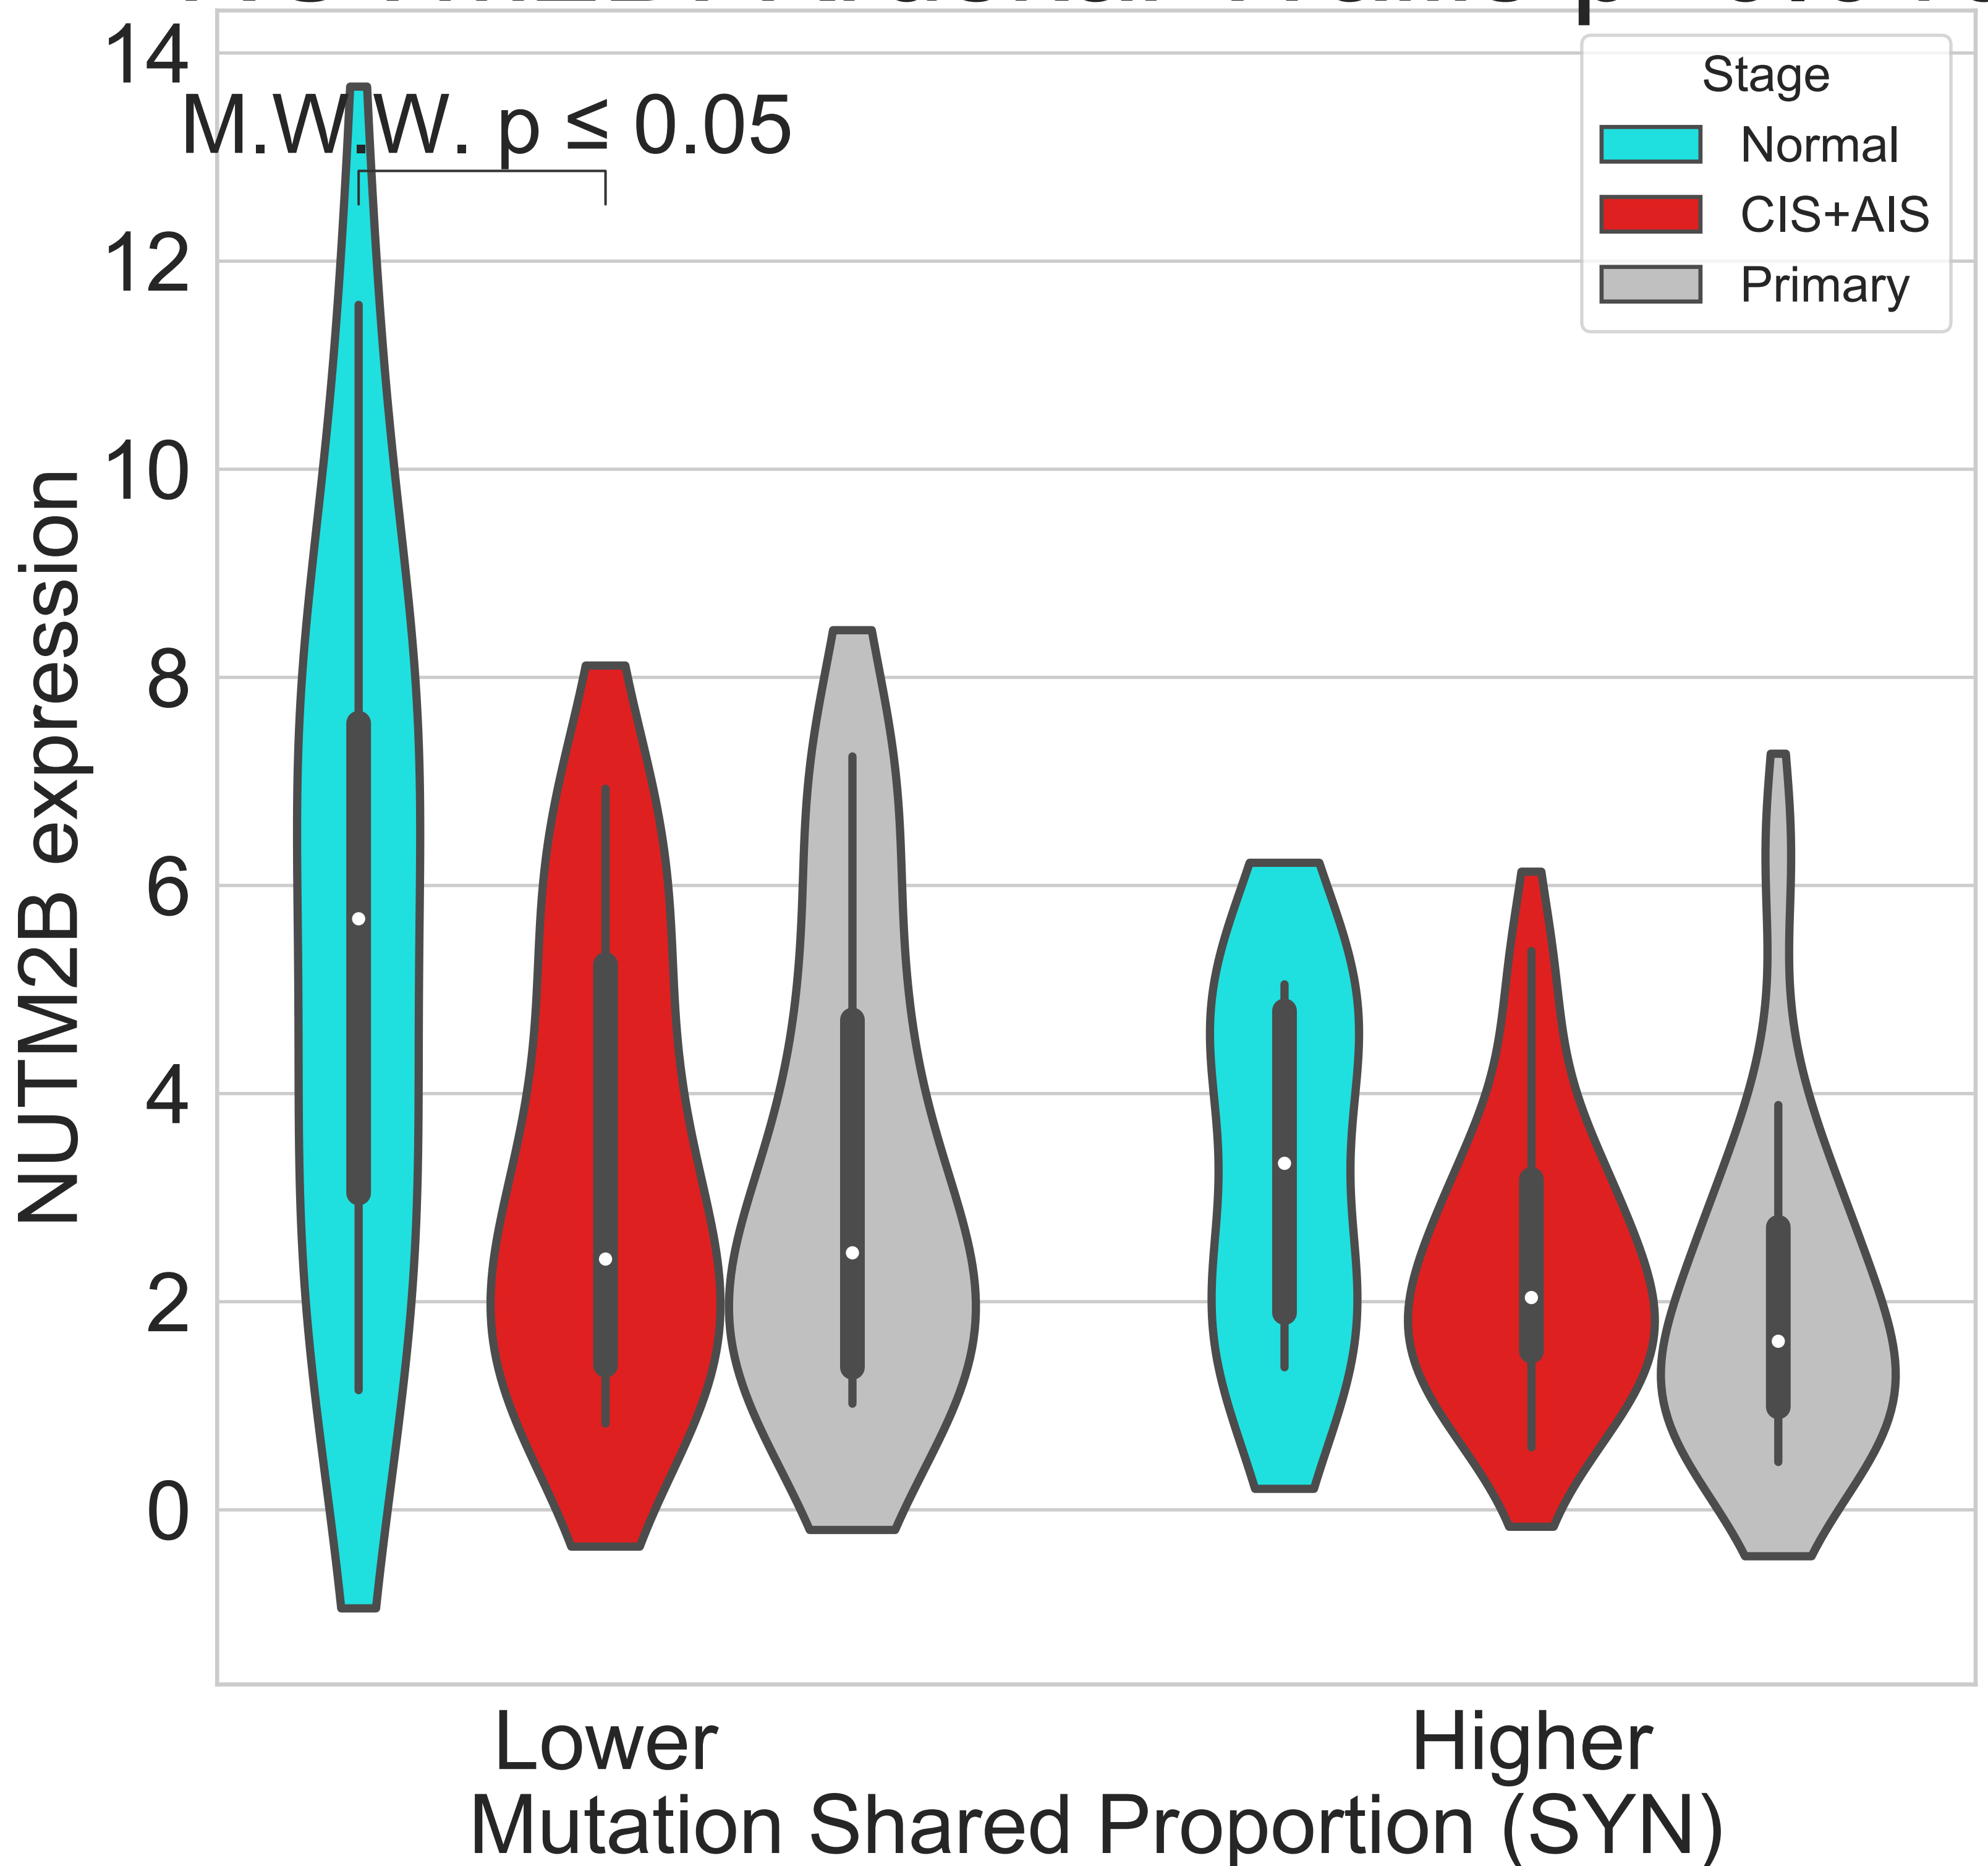 14
M.W.W. p ≤ 0.05
12
10
8
6
4
2
0
NUTM2B expression
Stage
Normal
CIS+AIS
Primary
Lower
Higher
Mutation Shared Proportion (SYN)